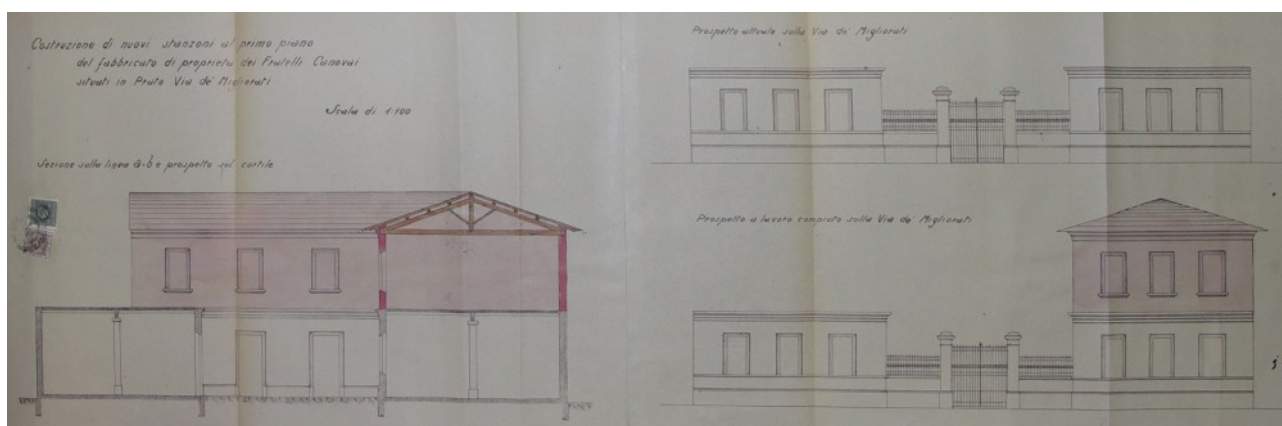 Costruzione di nuovi stanzoni al primo piano
del fabbricato di proprietà dei Fratelli Canovai
situati in Prato Via de' Migliorati
Scala di 1:100
Sezione sulla linea a-b e prospetto sul cortile
Prospetto attuale sulla Via de' Migliorati
Prospetto a lavoro compiuto sulla Via de' Migliorati